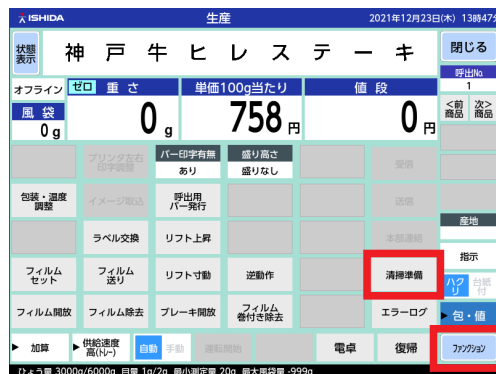 ISHIDA 生産 2021年12月23日(木) 13時47分
状態表示 神戸牛ヒレステーキ 閉じる
呼出No
1
オフライン ゼロ 重さ 単価100g当たり 値段 <前商品 次>商品
風袋
0g 0g 758円 0円
プリンタ左右印字調整 バー印字有無 盛り高さ 受信
あり 盛りなし
包装・温度調整 イメージ取込 呼出用バー発行 送信
産地
ラベル交換 リフト上昇 本部連絡
指示
フィルムセット フィルム送り リフト寸動 逆動作 清掃準備
ハクリ 台紙付
フィルム開放 フィルム除去 ブレーキ開放 フィルム巻付き除去 エラーログ 包・値
加算 供給速度高(トレー) 自動 手動 運転開始 電卓 復帰 ファンクション
ひょう量 3000g/6000g 目量 1g/2g 最小測定量 20g 最大風袋量 -999g